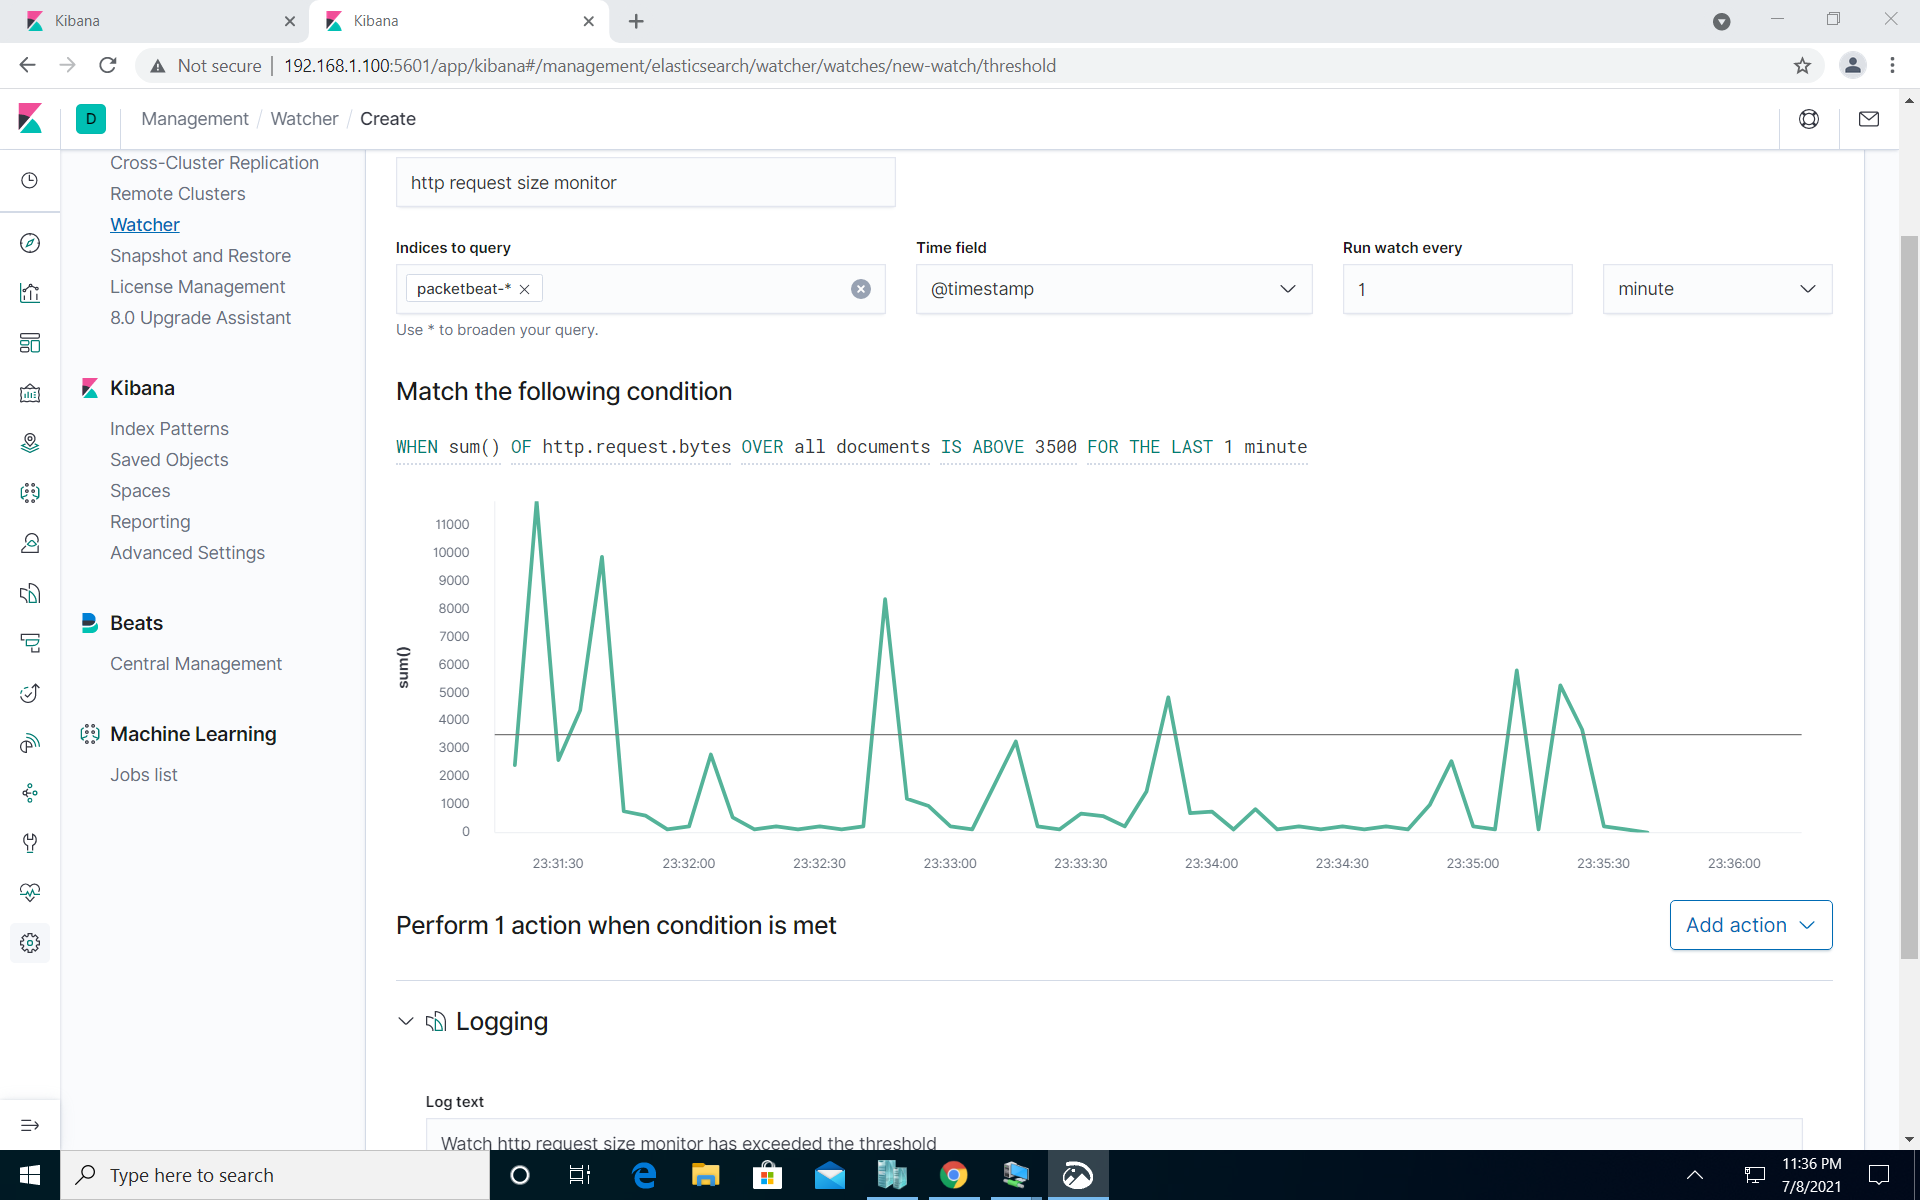 Kibana
Kibana
Not secure
192.168.1.100:5601/app/kibana#/management/elasticsearch/watcher/watches/new-watch/threshold
D
Management / Watcher / Create
Cross-Cluster Replication
Remote Clusters
Watcher
Snapshot and Restore
License Management
8.0 Upgrade Assistant
Kibana
Index Patterns
Saved Objects
Spaces
Reporting
Advanced Settings
Beats
Central Management
Machine Learning
Jobs list
http request size monitor
Indices to query
Time field
Run watch every
packetbeat-*
@timestamp
1
minute
Use * to broaden your query.
Match the following condition
WHEN sum() OF http.request.bytes OVER all documents IS ABOVE 3500 FOR THE LAST 1 minute
11000
10000
9000
8000
7000
6000
5000
4000
3000
2000
1000
0
sum()
23:31:30
23:32:00
23:32:30
23:33:00
23:33:30
23:34:00
23:34:30
23:35:00
23:35:30
23:36:00
Perform 1 action when condition is met
Add action
Logging
Log text
Watch http request size monitor has exceeded the threshold
Type here to search
11:36 PM
7/8/2021